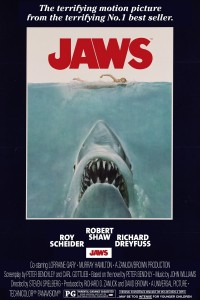 The terrifying motion picture
from the terrifying No.1 best seller.
JAWS
ROY
SCHEIDER
ROBERT
SHAW
RICHARD
DREYFUSS
JAWS
Co-starring LORRAINE GARY • MURRAY HAMILTON • A ZANUCK/BROWN PRODUCTION
Screenplay by PETER BENCHLEY and CARL GOTTLIEB • Based on the novel by PETER BENCHLEY • Music by JOHN WILLIAMS
Directed by STEVEN SPIELBERG • Produced by RICHARD D. ZANUCK and DAVID BROWN • A UNIVERSAL PICTURE •
TECHNICOLOR® PANAVISION®
PG PARENTAL GUIDANCE SUGGESTED
...MAY BE TOO INTENSE FOR YOUNGER CHILDREN